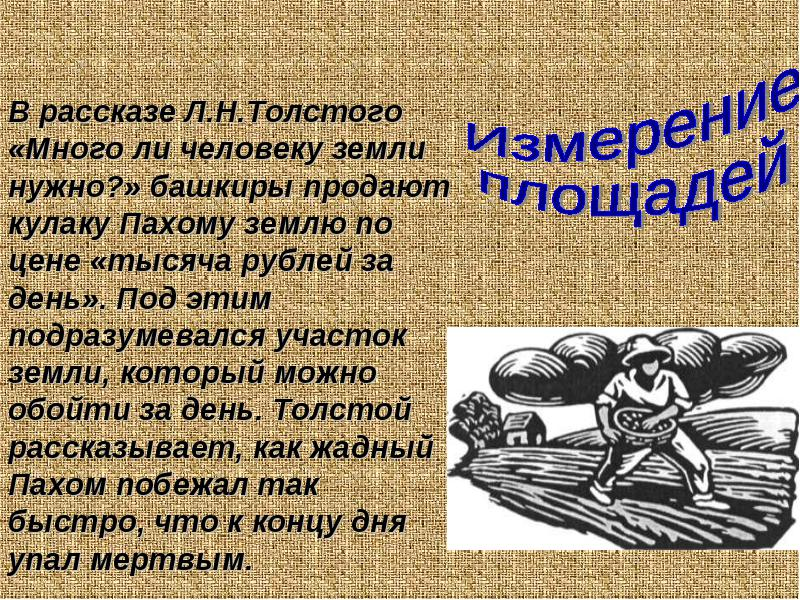 Измерение
площадей
В рассказе Л.Н.Толстого
«Много ли человеку земли
нужно?» башкиры продают
кулаку Пахому землю по
цене «тысяча рублей за
день». Под этим
подразумевался участок
земли, который можно
обойти за день. Толстой
рассказывает, как жадный
Пахом побежал так
быстро, что к концу дня
упал мертвым.